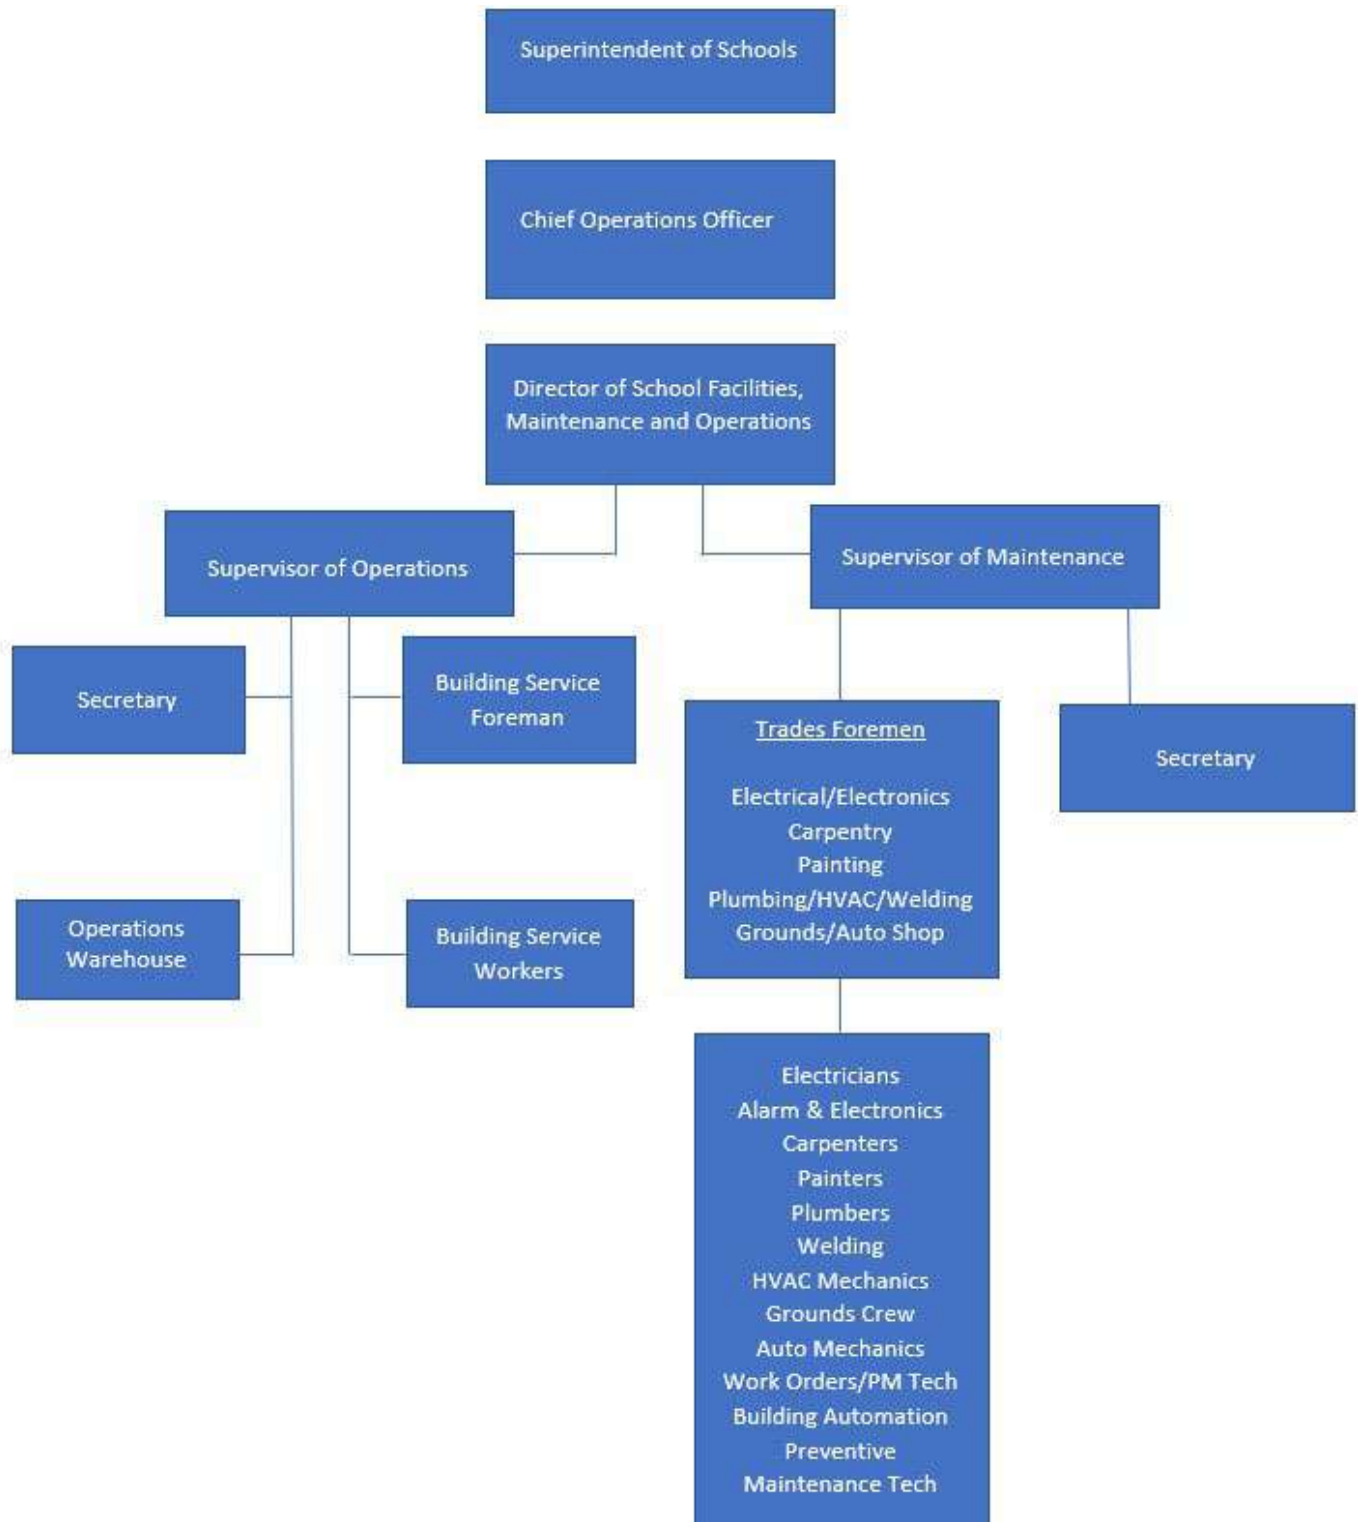 Superintendent of Schools
Chief Operations Officer
Director of School Facilities,
Maintenance and Operations
Supervisor of Operations
Supervisor of Maintenance
Secretary
Building Service
Foreman
Trades Foremen
Electrical/Electronics
Carpentry
Painting
Plumbing/HVAC/Welding
Grounds/Auto Shop
Secretary
Operations
Warehouse
Building Service
Workers
Electricians
Alarm & Electronics
Carpenters
Painters
Plumbers
Welding
HVAC Mechanics
Grounds Crew
Auto Mechanics
Work Orders/PM Tech
Building Automation
Preventive
Maintenance Tech